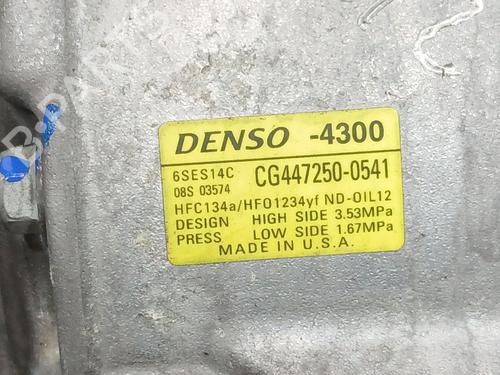 B-PARTS
DENSO -4300
6SES14C CG447250-0541
08S 03574
HFC134a/HFO1234yf ND-OIL12
DESIGN HIGH SIDE 3.53MPa
PRESS LOW SIDE 1.67MPa
MADE IN U.S.A.